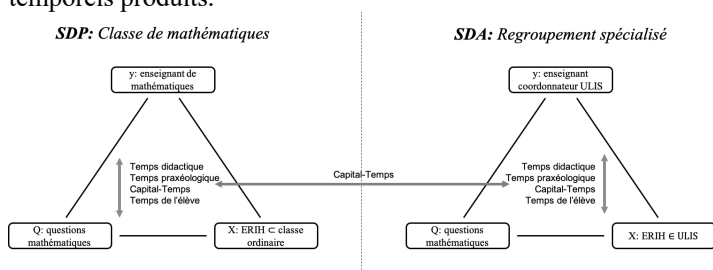 temporels produits.
SDP: Classe de mathématiques
SDA: Regroupement spécialisé
y: enseignant de
mathématiques
y: enseignant
coordonnateur ULIS
Temps didactique
Temps praxéologique
Capital-Temps
Temps de l'élève
Capital-Temps
Temps didactique
Temps praxéologique
Capital-Temps
Temps de l'élève
Q: questions
mathématiques
X: ERIH ⊂ classe
ordinaire
Q: questions
mathématiques
X: ERIH ∈ ULIS